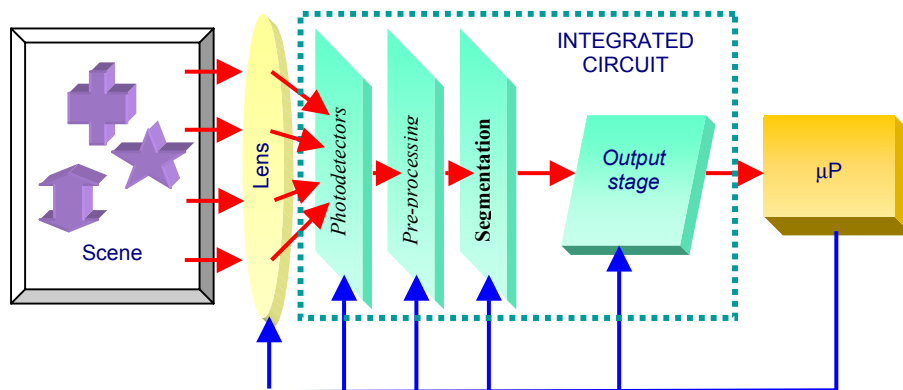 INTEGRATED
CIRCUIT
Scene
Lens
Photodetectors
Pre-processing
Segmentation
Output
stage
μP